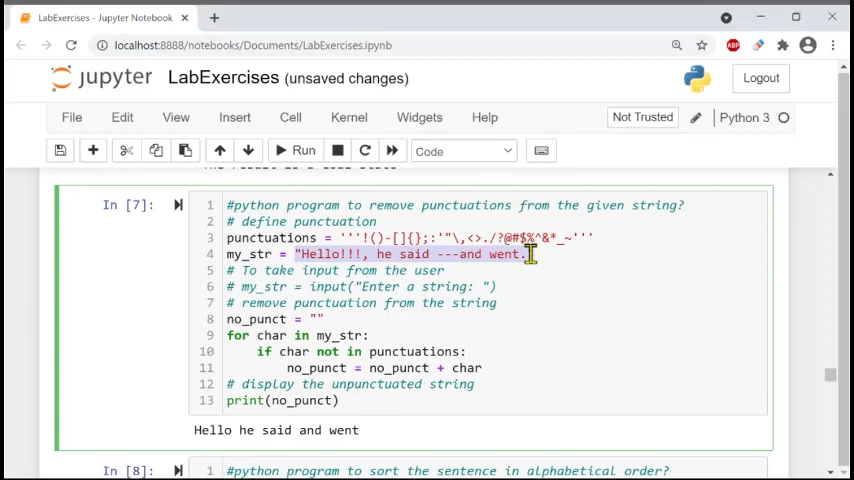 LabExercises - Jupyter Notebook
localhost:8888/notebooks/Documents/LabExercises.ipynb
ABP
jupyter LabExercises (unsaved changes)
Logout
File Edit View Insert Cell Kernel Widgets Help
Not Trusted
Python 3
Run
Code
In [7]:
1 #python program to remove punctuations from the given string?
2 # define punctuation
3 punctuations = '''!()-[]{};:'"\,<>./?@#$%^&*_~'''
4 my_str = "Hello!!!, he said ---and went.
5 # To take input from the user
6 # my_str = input("Enter a string: ")
7 # remove punctuation from the string
8 no_punct = ""
9 for char in my_str:
10 if char not in punctuations:
11 no_punct = no_punct + char
12 # display the unpunctuated string
13 print(no_punct)
Hello he said and went
In [8]:
1 #python program to sort the sentence in alphabetical order?